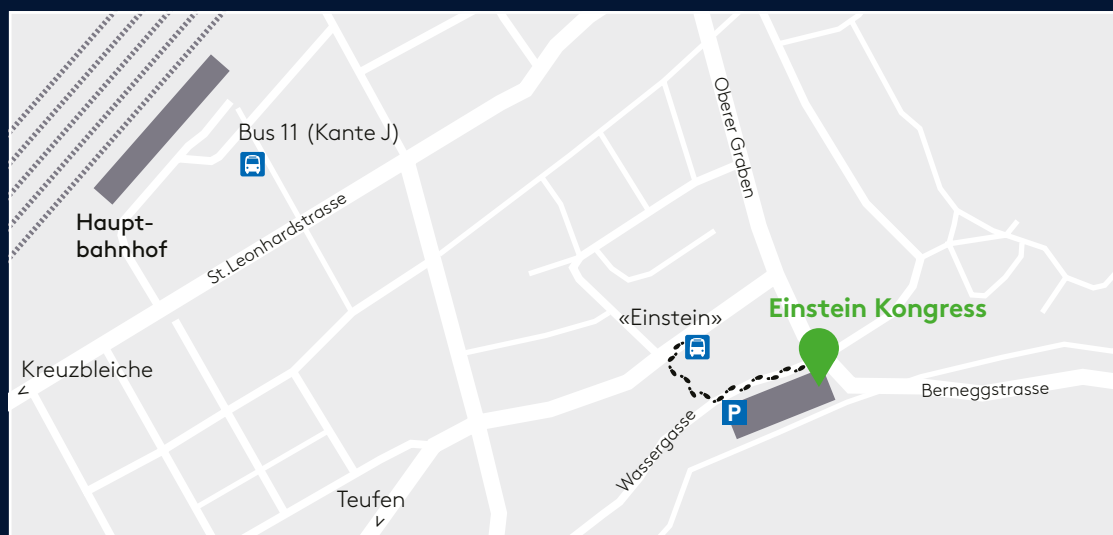 Oberer Graben
Bus 11 (Kante J)
Haupt-
bahnhof
St.Leonhardstrasse
Einstein Kongress
«Einstein»
Kreuzbleiche
Berneggstrasse
P
Wassergasse
Teufen